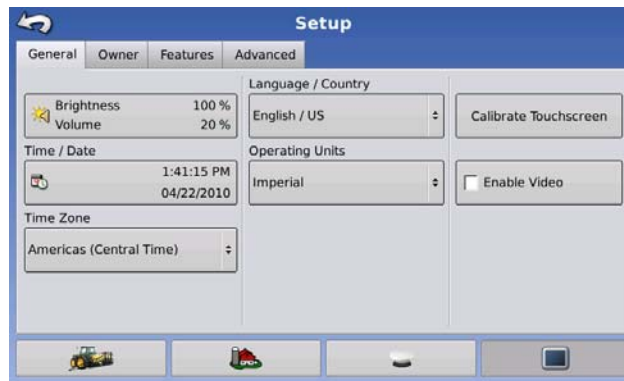 Setup
General Owner Features Advanced
Brightness 100 %
Volume 20 %
Time / Date
1:41:15 PM
04/22/2010
Time Zone
Americas (Central Time)
Language / Country
English / US
Operating Units
Imperial
Calibrate Touchscreen
Enable Video